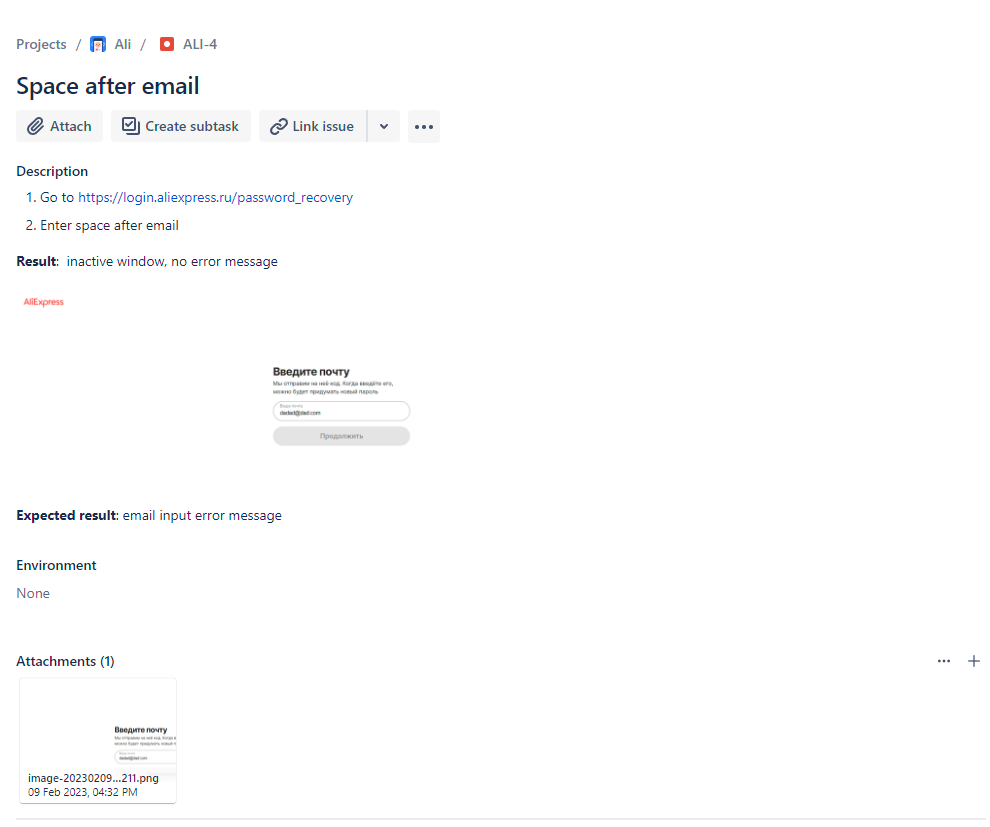 Projects / Ali / ALI-4
Space after email
Attach Create subtask Link issue
Description
1. Go to https://login.aliexpress.ru/password_recovery
2. Enter space after email
Result: inactive window, no error message
AliExpress
Введите почту
Мы отправим на неё код. Когда введёте его,
можно будет придумать новый пароль
Ваша почта
dadad@dad.com
Продолжить
Expected result: email input error message
Environment
None
Attachments (1)
Введите почту
image-20230209...211.png
09 Feb 2023, 04:32 PM